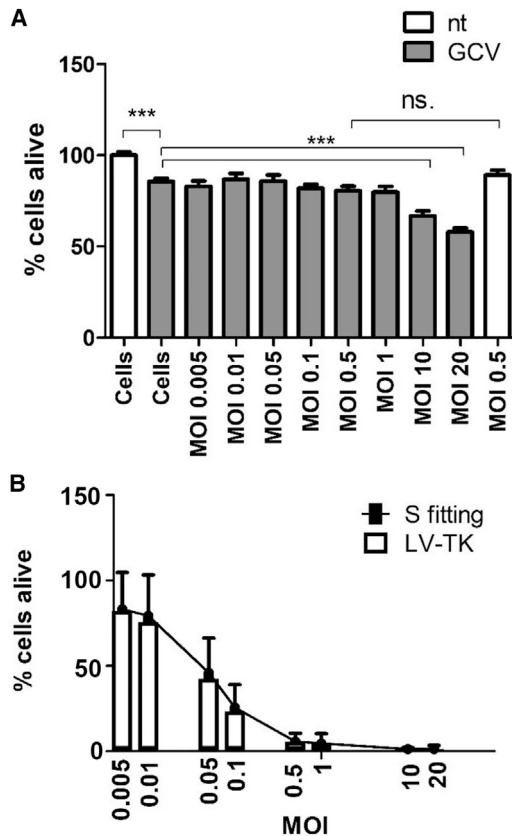 A
nt
GCV
150
100
50
0
% cells alive
***
***
ns.
Cells
Cells
MOI 0.005
MOI 0.01
MOI 0.05
MOI 0.1
MOI 0.5
MOI 1
MOI 10
MOI 20
MOI 0.5
B
S fitting
LV-TK
150
100
50
0
% cells alive
0.005
0.01
0.05
0.1
0.5
1
10
20
MOI